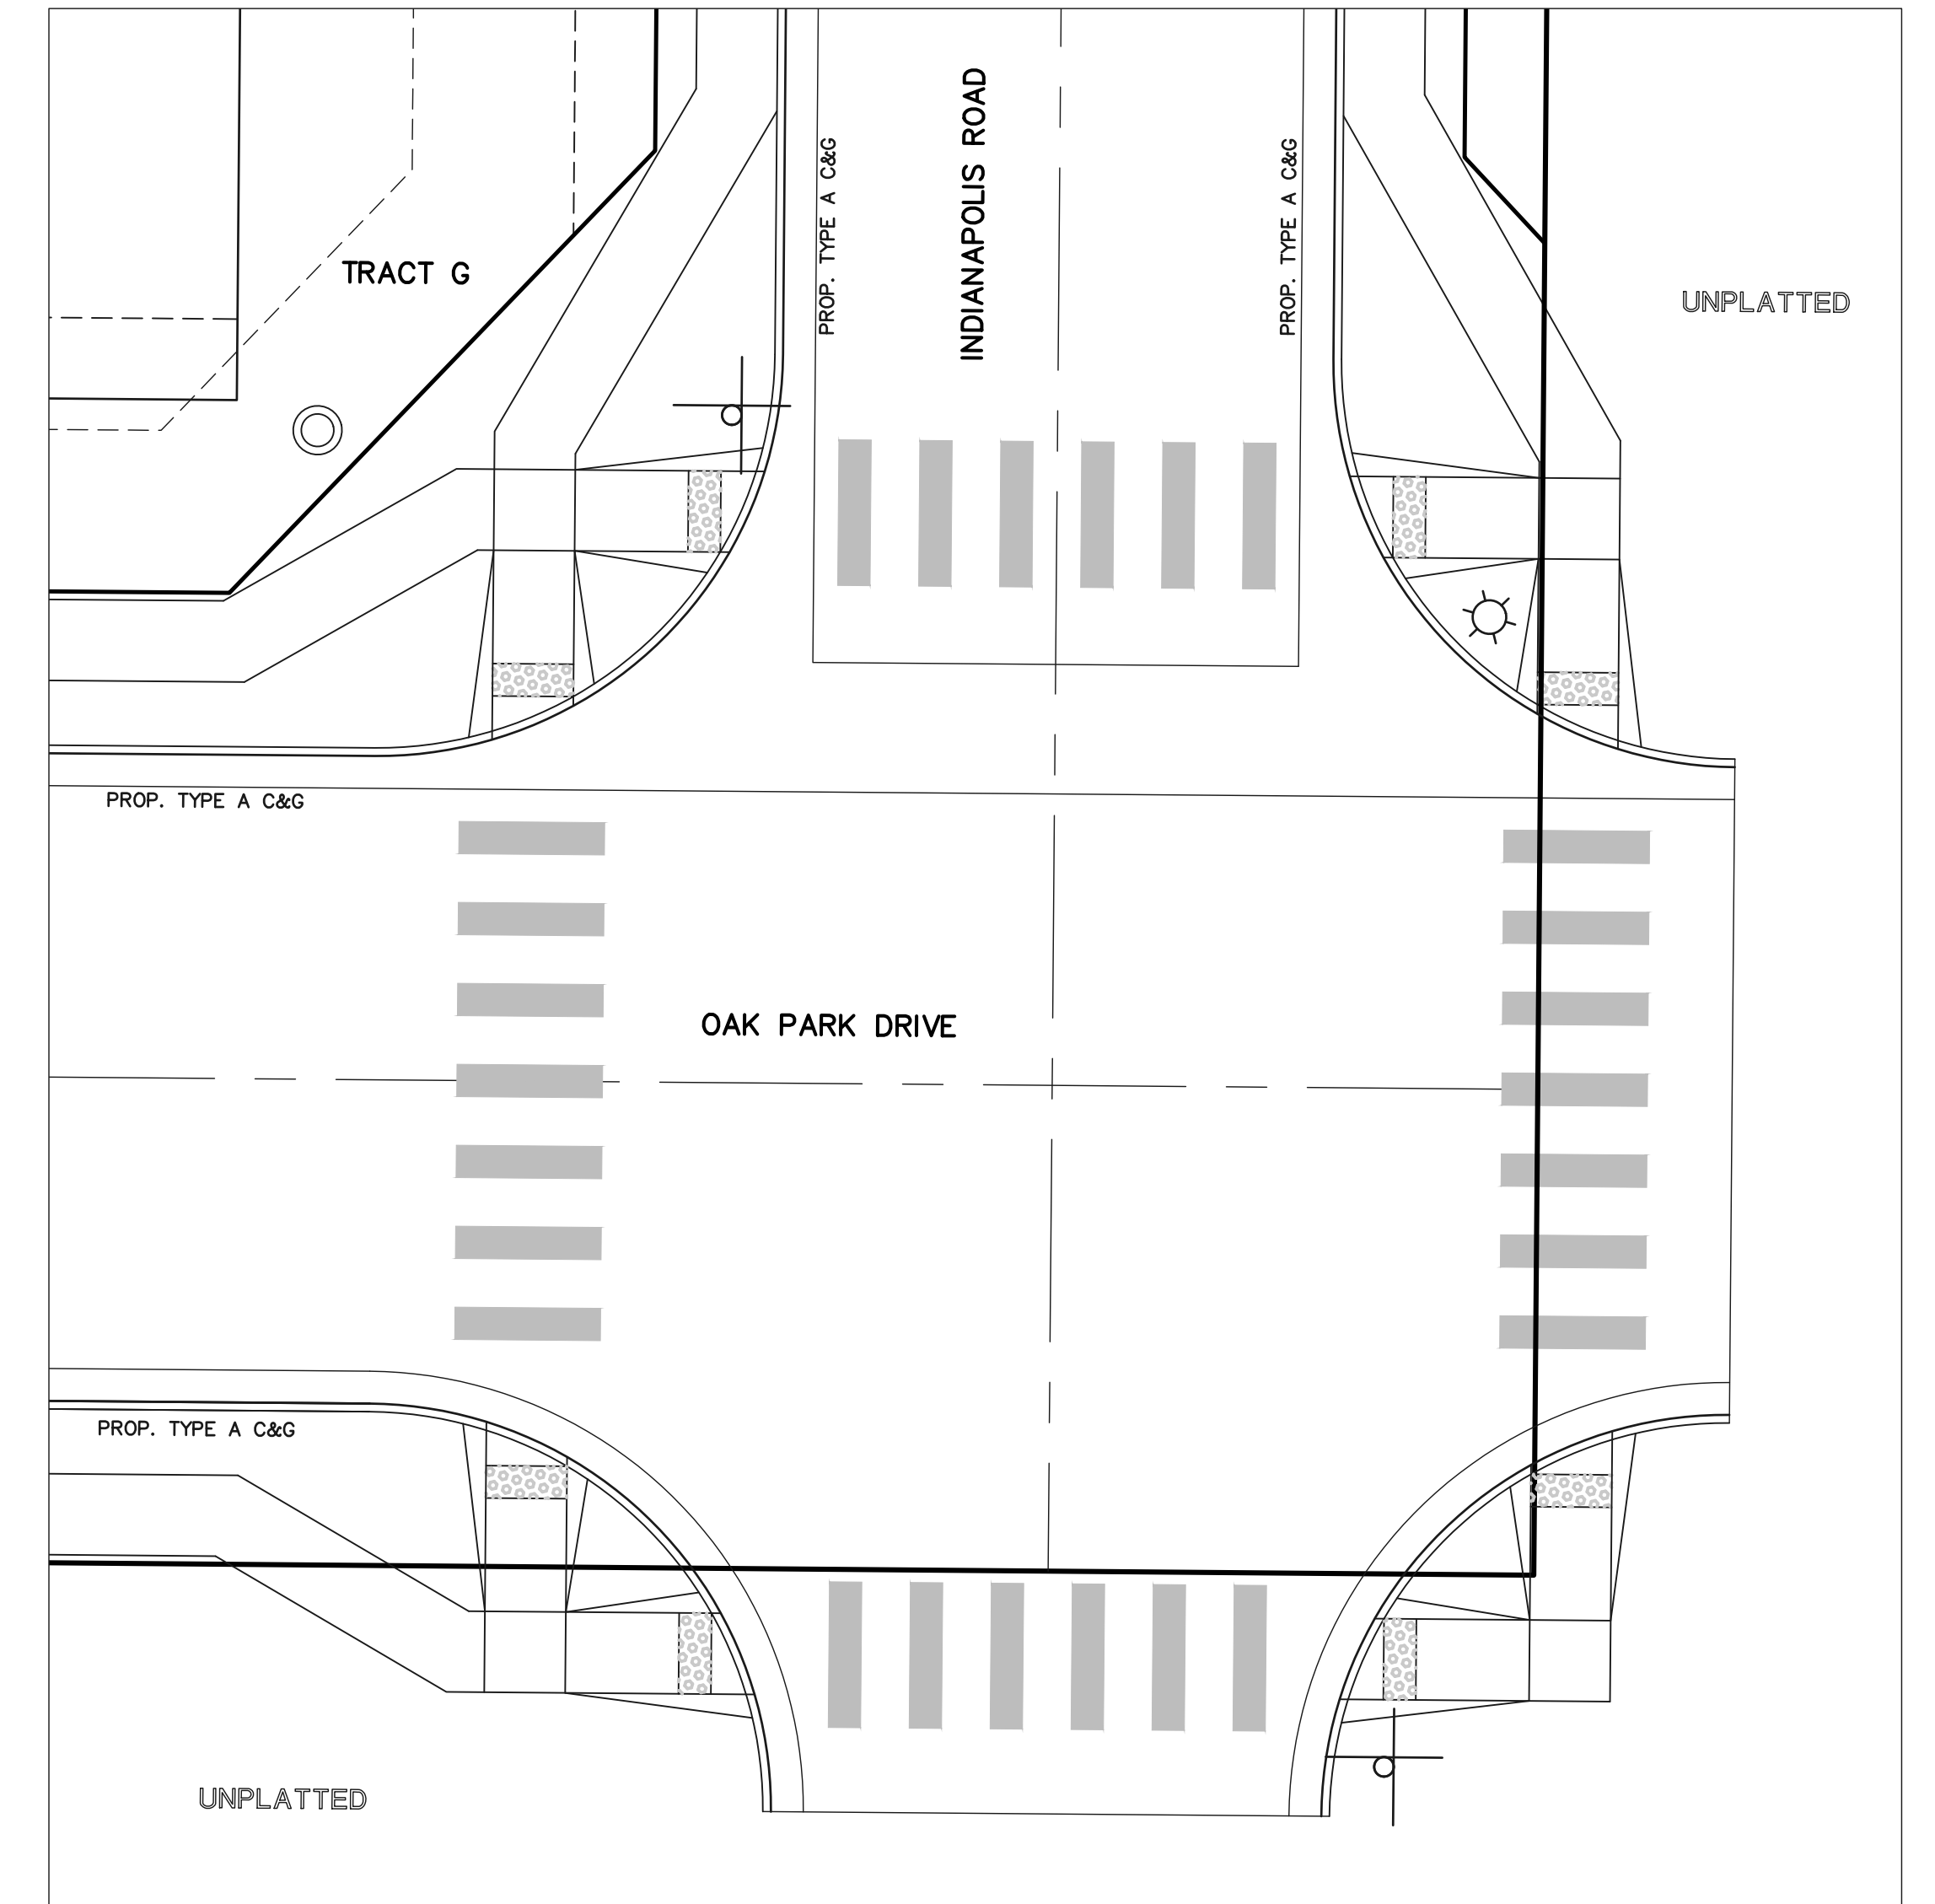 INDIANAPOLIS ROAD
PROP. TYPE A C&G
PROP. TYPE A C&G
TRACT G
UNPLATTED
PROP. TYPE A C&G
OAK PARK DRIVE
PROP. TYPE A C&G
UNPLATTED